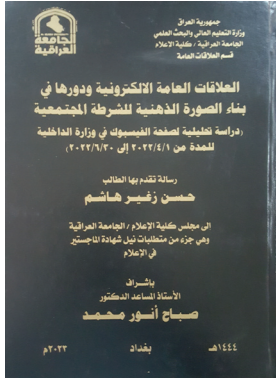 جمهورية العراق
وزارة التعليم العالي والبحث العلمي
الجامعة العراقية / كلية الاعلام
قسم العلاقات العامة
الجامعة
العراقية
العلاقات العامة الالكترونية ودورها في
بناء الصورة الذهنية للشرطة المجتمعية
(دراسة تحليلية لصفحة الفيسبوك في وزارة الداخلية
للمدة من ٢٠٢٢/٤/١ إلى ٢٠٢٢/٦/٣٠)
رسالة تقدم بها الطالب
حسن زغير هاشم
إلى مجلس كلية الإعلام / الجامعة العراقية
وهي جزء من متطلبات نيل شهادة الماجستير
في الإعلام
بإشراف
الأستاذ المساعد الدكتور
صباح أنور محمد
١٤٤٤هـ بغداد ٢٠٢٢م